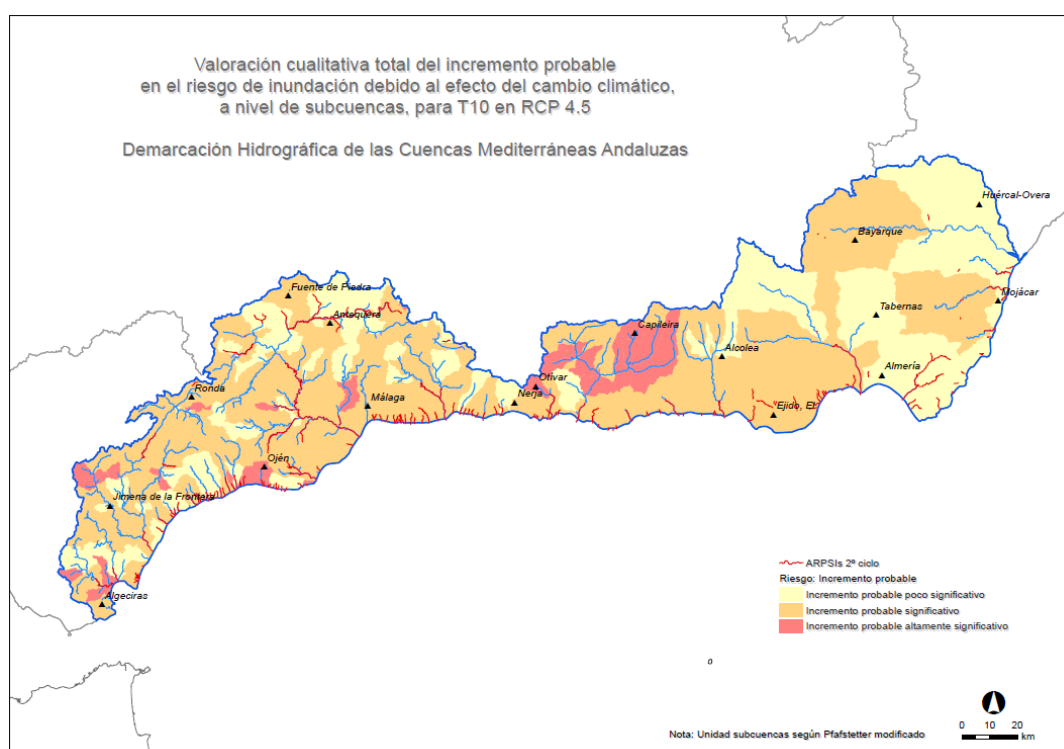 Valoración cualitativa total del incremento probable
en el riesgo de inundación debido al efecto del cambio climático,
a nivel de subcuencas, para T10 en RCP 4.5
Demarcación Hidrográfica de las Cuencas Mediterráneas Andaluzas
Huércal-Overa
Bayarque
Fuente de Piedra
Mojácar
Tabernas
Antequera
Capileira
Alcolea
Almería
Ronda
Otívar
Málaga
Nerja
Ejido, El
Ojén
Jimena de la Frontera
Algeciras
ARPSIs 2º ciclo
Riesgo: Incremento probable
Incremento probable poco significativo
Incremento probable significativo
Incremento probable altamente significativo
Nota: Unidad subcuencas según Pfafstetter modificado
0 10 20
km